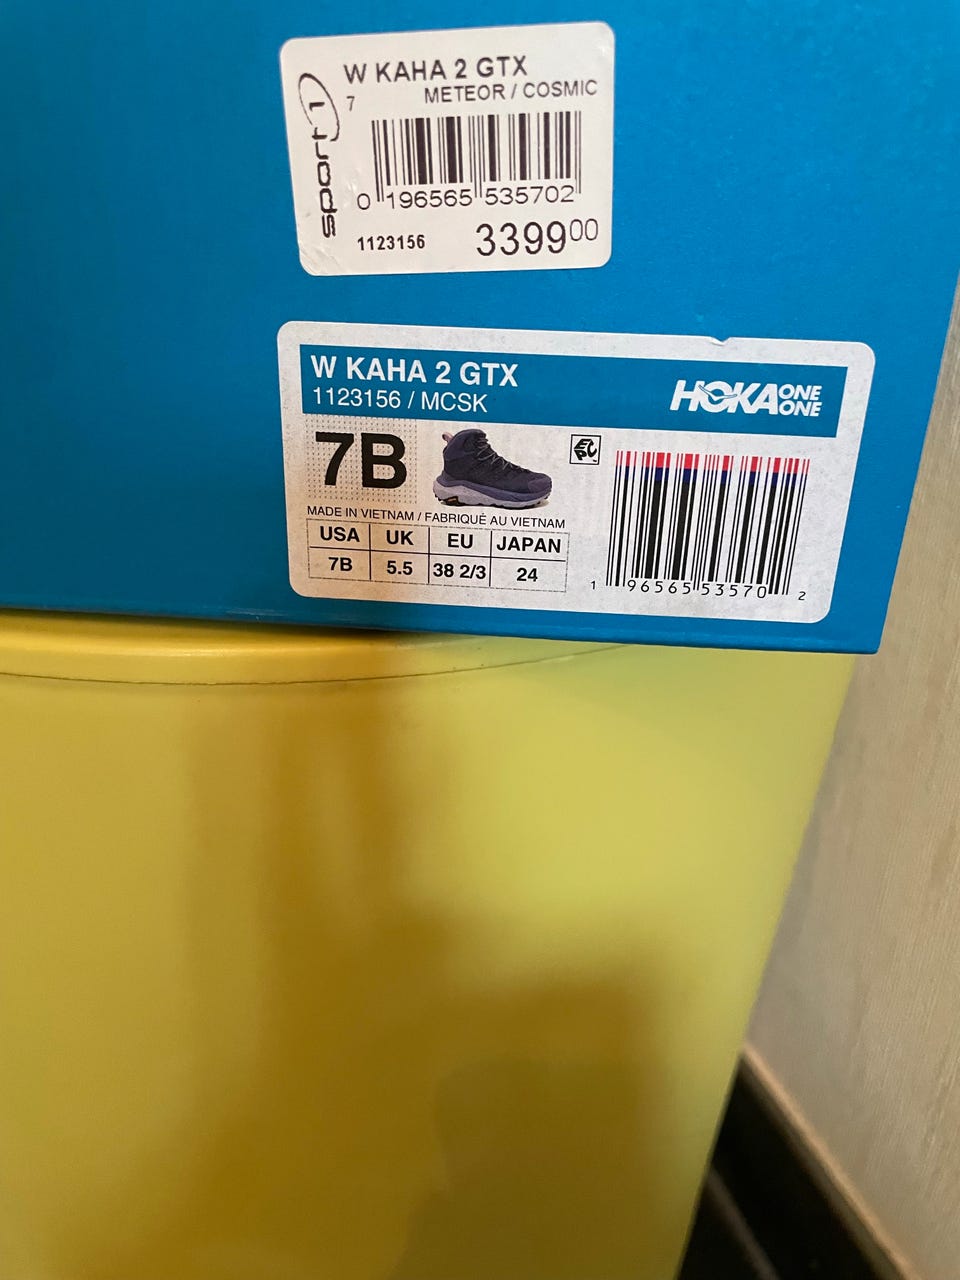 sport 1
W KAHA 2 GTX
7 METEOR / COSMIC
0 196565 535702
1123156 3399⁰⁰
W KAHA 2 GTX
1123156 / MCSK
HOKA ONE ONE
7B
MADE IN VIETNAM / FABRIQUÉ AU VIETNAM
USA UK EU JAPAN
7B 5.5 38 2/3 24
1 96565 53570 2